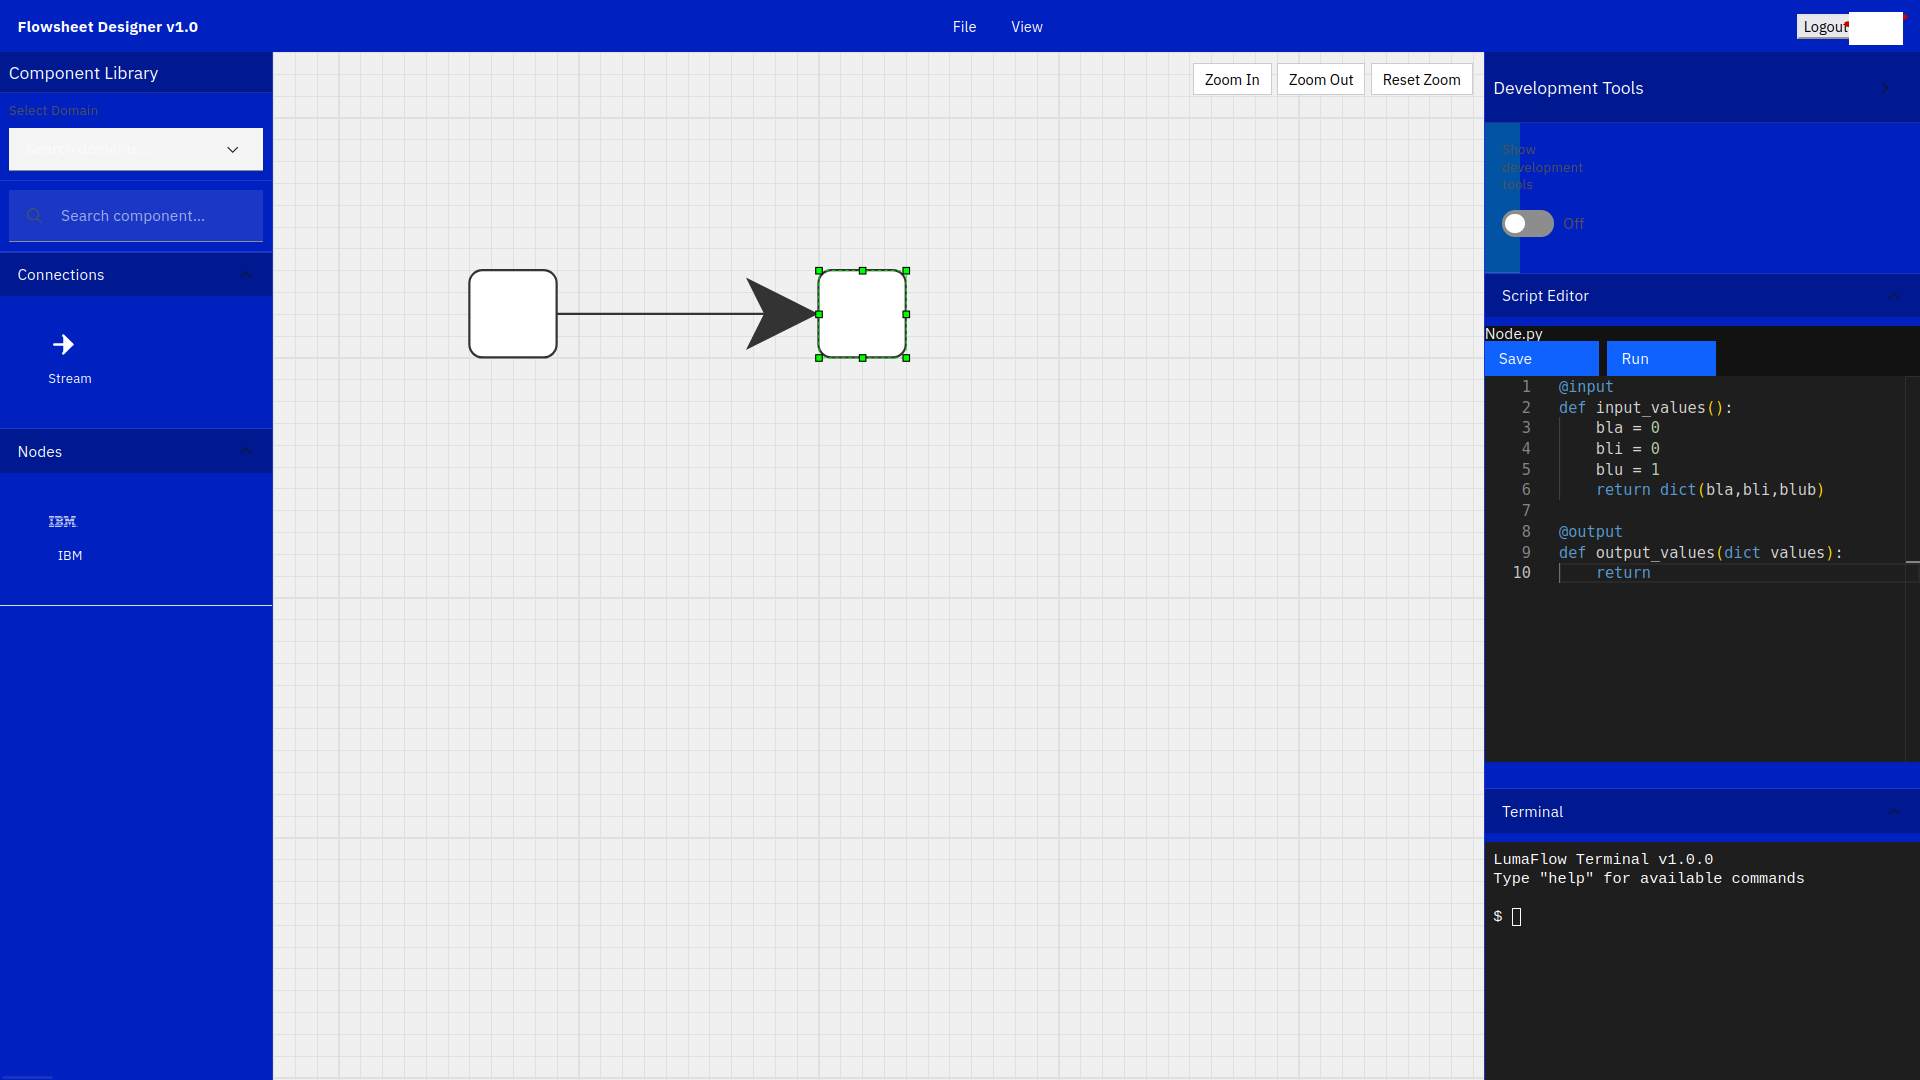 Flowsheet Designer v1.0
File
View
Logout
Component Library
Select Domain
Search domains...
Search component...
Connections
Stream
Nodes
IBM
IBM
Zoom In
Zoom Out
Reset Zoom
Development Tools
Show
development
tools
Off
Script Editor
Node.py
Save
Run
1 @input
2 def input_values():
3     bla = 0
4     bli = 0
5     blu = 1
6     return dict(bla,bli,blub)
7
8 @output
9 def output_values(dict values):
10     return
Terminal
LumaFlow Terminal v1.0.0
Type "help" for available commands
$